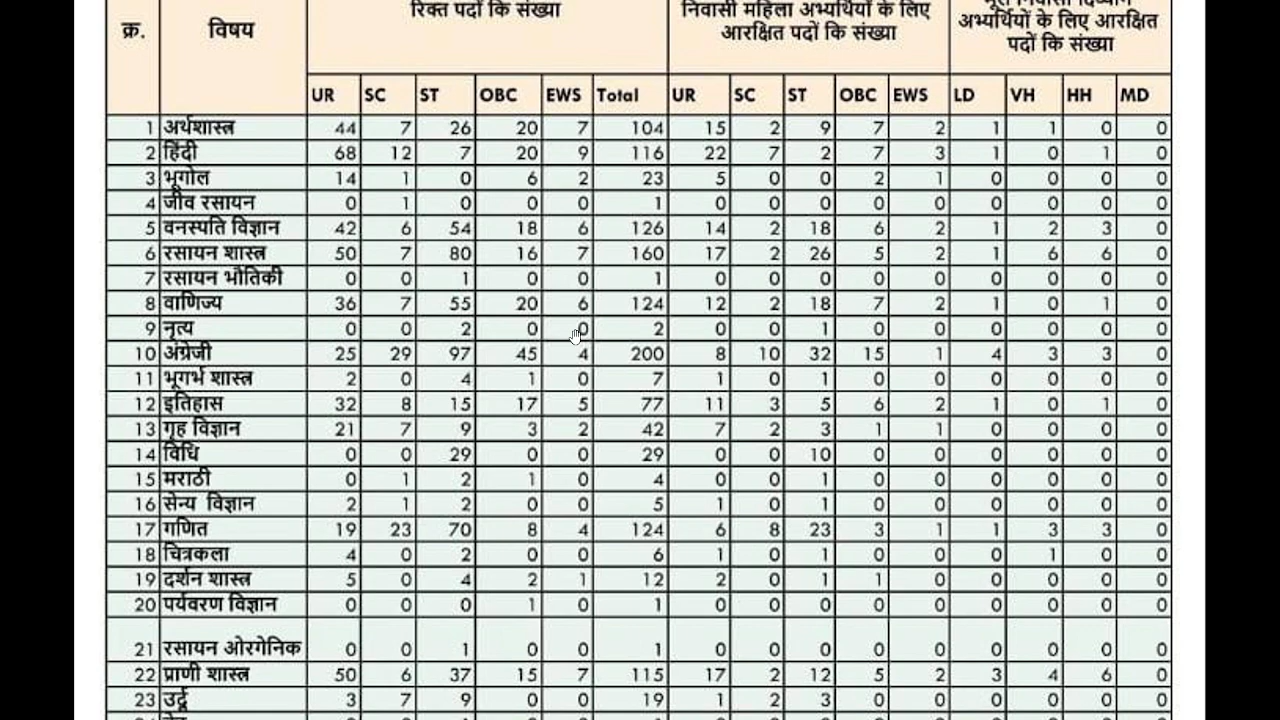 रिक्त पदों कि संख्या
निवासी महिला अभ्यर्थियों के लिए आरक्षित पदों कि संख्या
अभ्यर्थियों के लिए आरक्षित पदों कि संख्या
क्र. विषय
UR SC ST OBC EWS Total UR SC ST OBC EWS LD VH HH MD
1 अर्थशास्त्र 44 7 26 20 7 104 15 2 9 7 2 1 1 0 0
2 हिंदी 68 12 7 20 9 116 22 7 2 7 3 1 0 1 0
3 भूगोल 14 1 0 6 2 23 5 0 0 2 1 0 0 0 0
4 जीव रसायन 0 1 0 0 0 1 0 0 0 0 0 0 0 0 0
5 वनस्पति विज्ञान 42 6 54 18 6 126 14 2 18 6 2 1 2 3 0
6 रसायन शास्त्र 50 7 80 16 7 160 17 2 26 5 2 1 6 6 0
7 रसायन भौतिकी 0 0 1 0 0 1 0 0 0 0 0 0 0 0 0
8 वाणिज्य 36 7 55 20 6 124 12 2 18 7 2 1 0 1 0
9 नृत्य 0 0 2 0 0 2 0 0 1 0 0 0 0 0 0
10 अंग्रेजी 25 29 97 45 4 200 8 10 32 15 1 4 3 3 0
11 भूगर्भ शास्त्र 2 0 4 1 0 7 1 0 1 0 0 0 0 0 0
12 इतिहास 32 8 15 17 5 77 11 3 5 6 2 1 0 1 0
13 गृह विज्ञान 21 7 9 3 2 42 7 2 3 1 1 0 0 0 0
14 विधि 0 0 29 0 0 29 0 0 10 0 0 0 0 0 0
15 मराठी 0 1 2 1 0 4 0 0 1 0 0 0 0 0 0
16 सेन्य विज्ञान 2 1 2 0 0 5 1 0 1 0 0 0 0 0 0
17 गणित 19 23 70 8 4 124 6 8 23 3 1 1 3 3 0
18 चित्रकला 4 0 2 0 0 6 1 0 1 0 0 0 1 0 0
19 दर्शन शास्त्र 5 0 4 2 1 12 2 0 1 1 0 0 0 0 0
20 पर्यवरण विज्ञान 0 0 0 1 0 1 0 0 0 0 0 0 0 0 0
21 रसायन ओरगेनिक 0 0 1 0 0 1 0 0 0 0 0 0 0 0 0
22 प्राणी शास्त्र 50 6 37 15 7 115 17 2 12 5 2 3 4 6 0
23 उर्दू 3 7 9 0 0 19 1 2 3 0 0 0 0 0 0